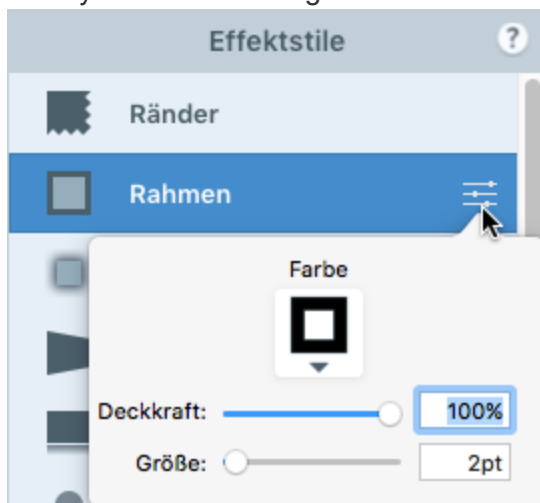 Effektstile
?
Ränder
Rahmen
Farbe
Deckkraft: 100%
Größe: 2pt